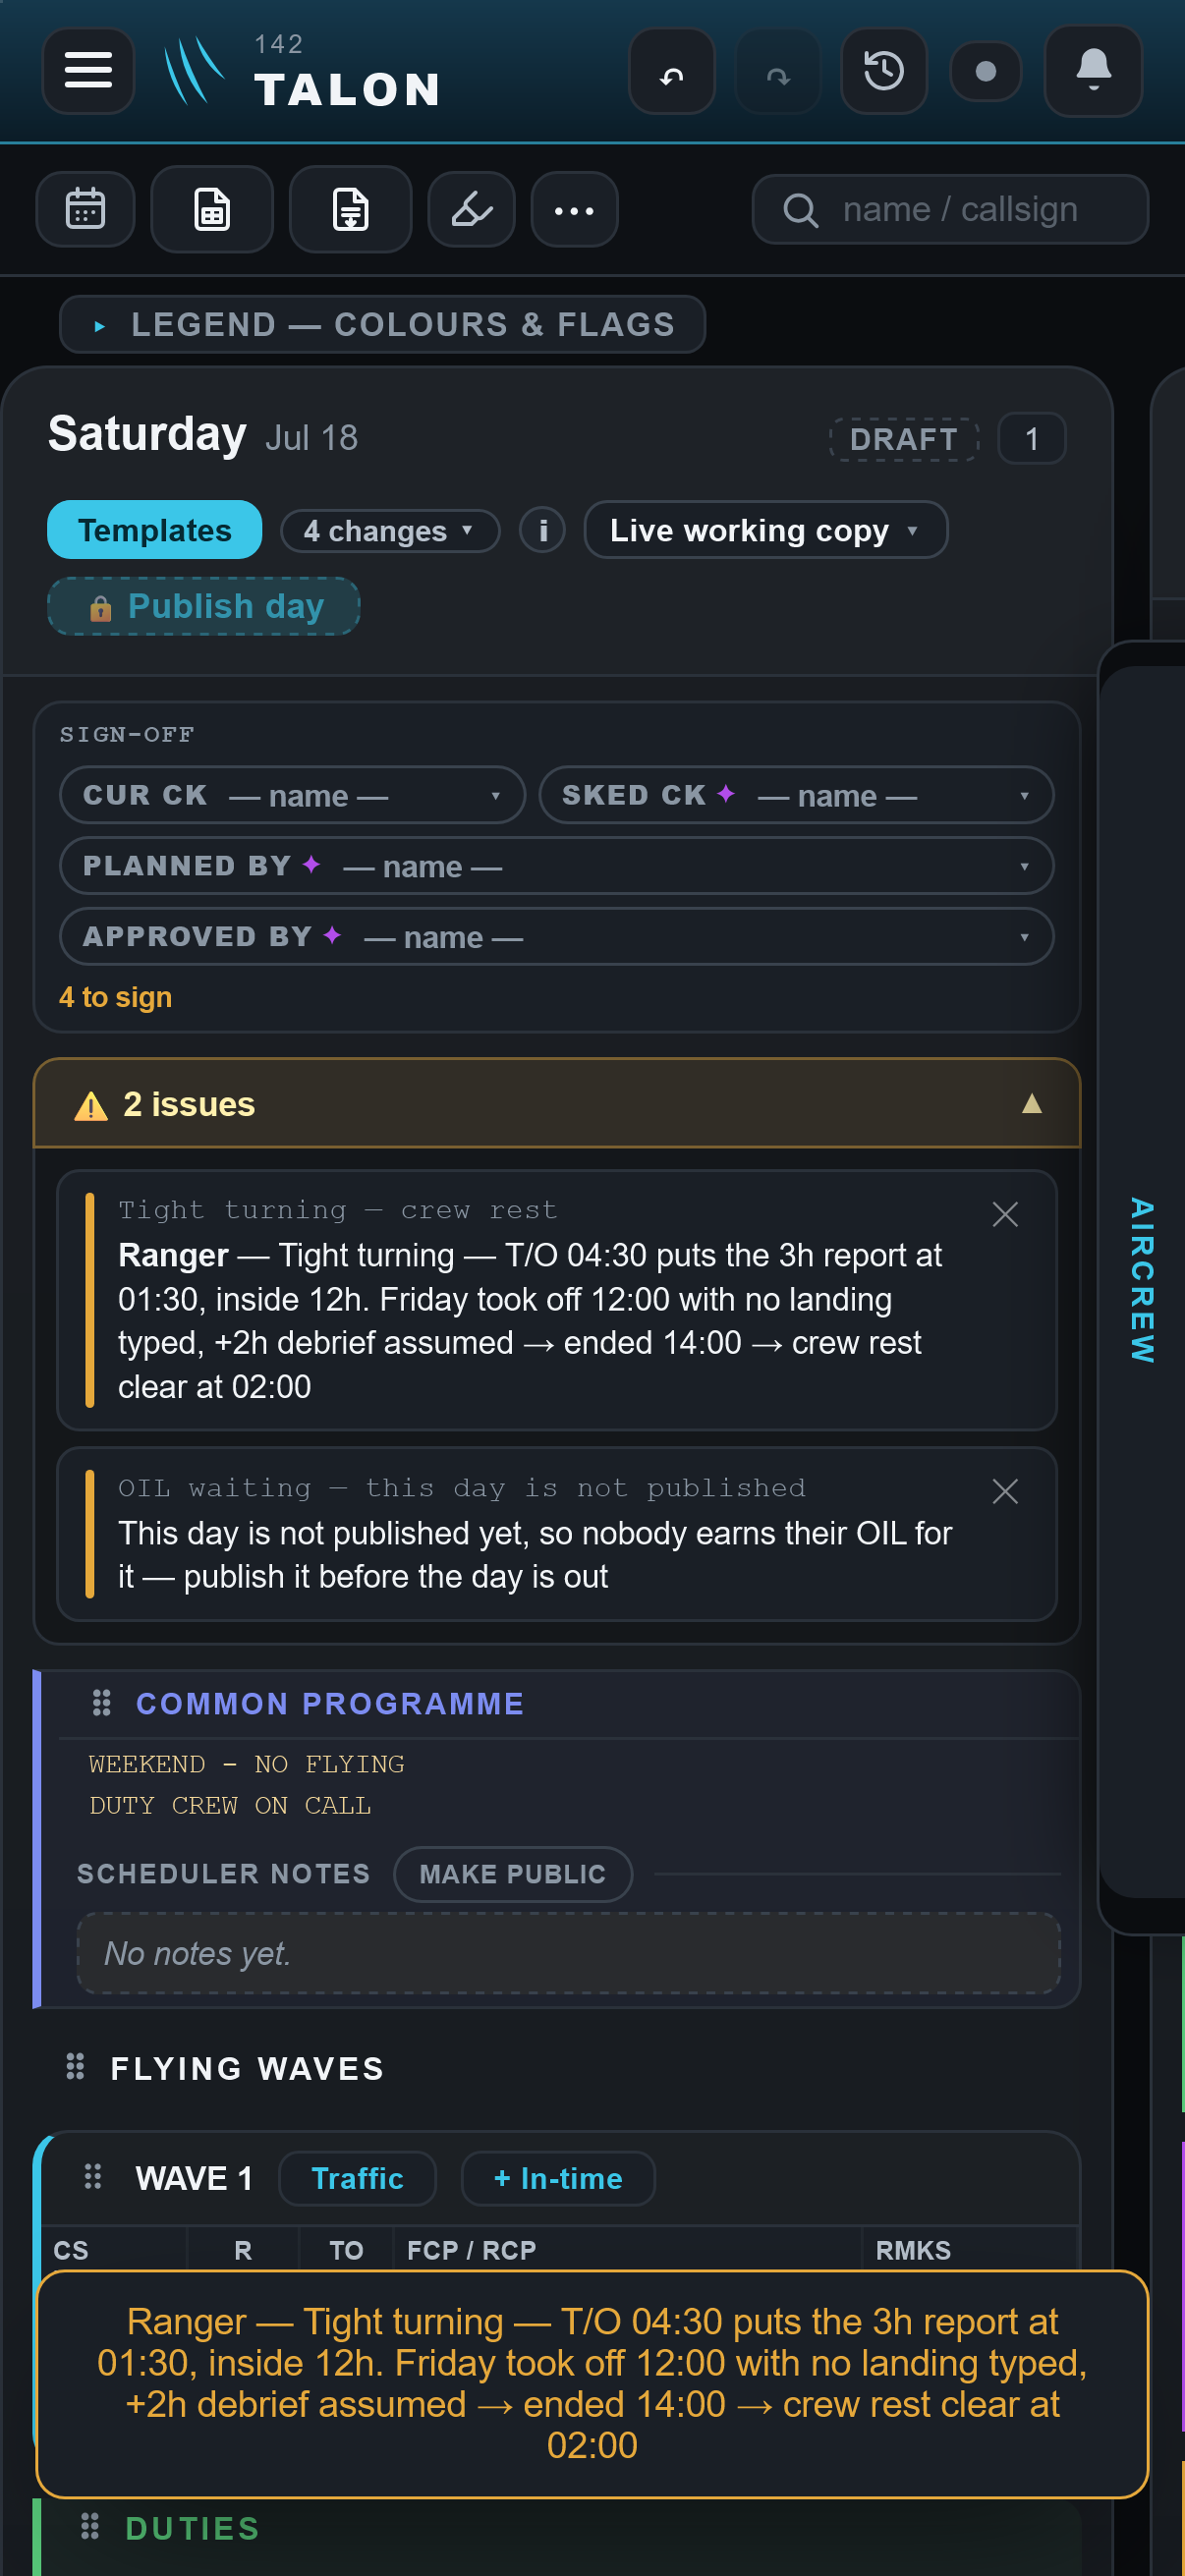 142
TALON
name / callsign
LEGEND — COLOURS & FLAGS
Saturday Jul 18
DRAFT 1
Templates 4 changes i Live working copy
Publish day
SIGN-OFF
CUR CK — name — SKED CK — name —
PLANNED BY — name —
APPROVED BY — name —
4 to sign
2 issues
Tight turning — crew rest
Ranger — Tight turning — T/O 04:30 puts the 3h report at
01:30, inside 12h. Friday took off 12:00 with no landing
typed, +2h debrief assumed → ended 14:00 → crew rest
clear at 02:00
OIL waiting — this day is not published
This day is not published yet, so nobody earns their OIL for
it — publish it before the day is out
AIRCREW
COMMON PROGRAMME
WEEKEND - NO FLYING
DUTY CREW ON CALL
SCHEDULER NOTES MAKE PUBLIC
No notes yet.
FLYING WAVES
WAVE 1 Traffic + In-time
CS R TO FCP / RCP RMKS
Ranger — Tight turning — T/O 04:30 puts the 3h report at
01:30, inside 12h. Friday took off 12:00 with no landing typed,
+2h debrief assumed → ended 14:00 → crew rest clear at
02:00
DUTIES